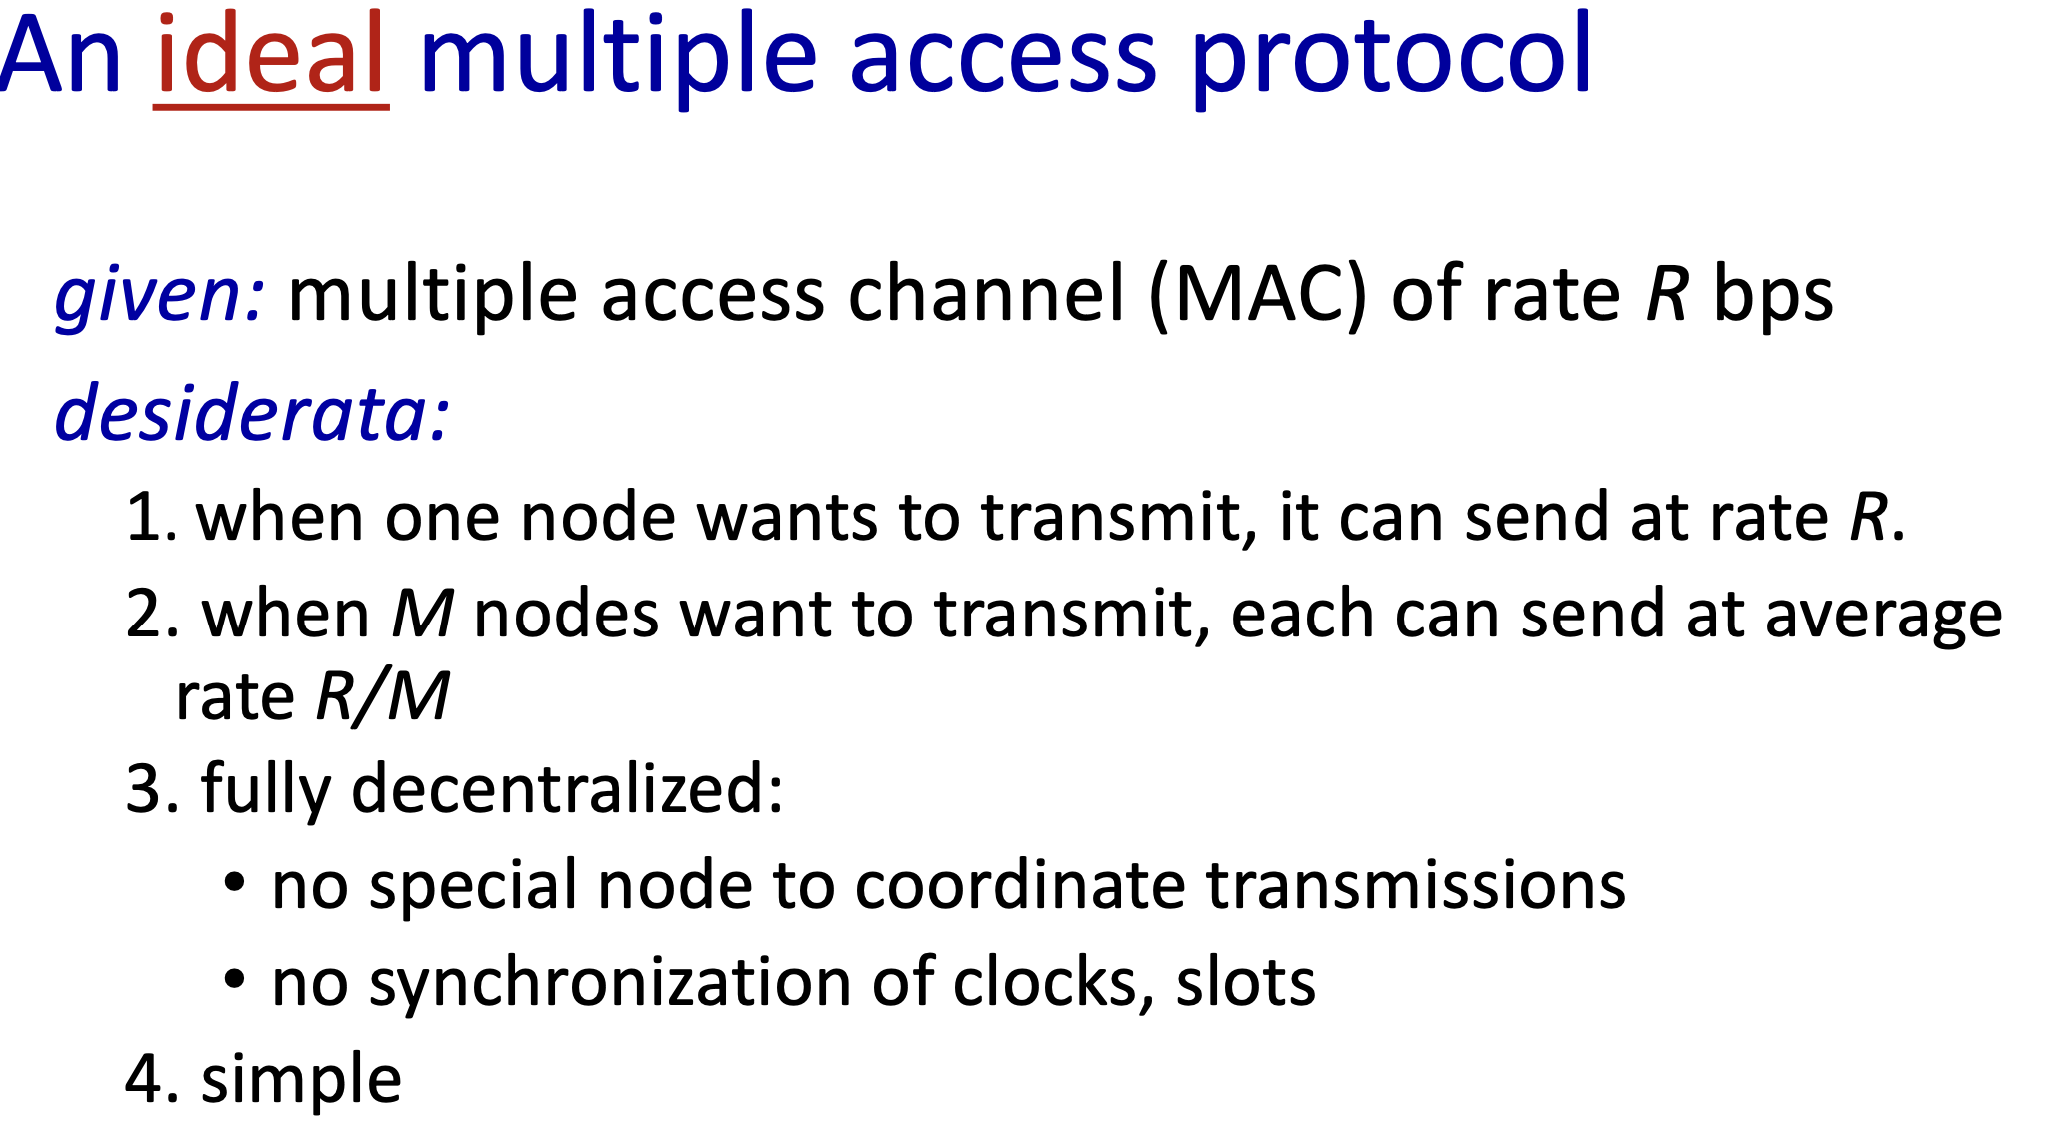 An ideal multiple access protocol
given: multiple access channel (MAC) of rate R bps
desiderata:
1. when one node wants to transmit, it can send at rate R.
2. when M nodes want to transmit, each can send at average
rate R/M
3. fully decentralized:
• no special node to coordinate transmissions
• no synchronization of clocks, slots
4. simple